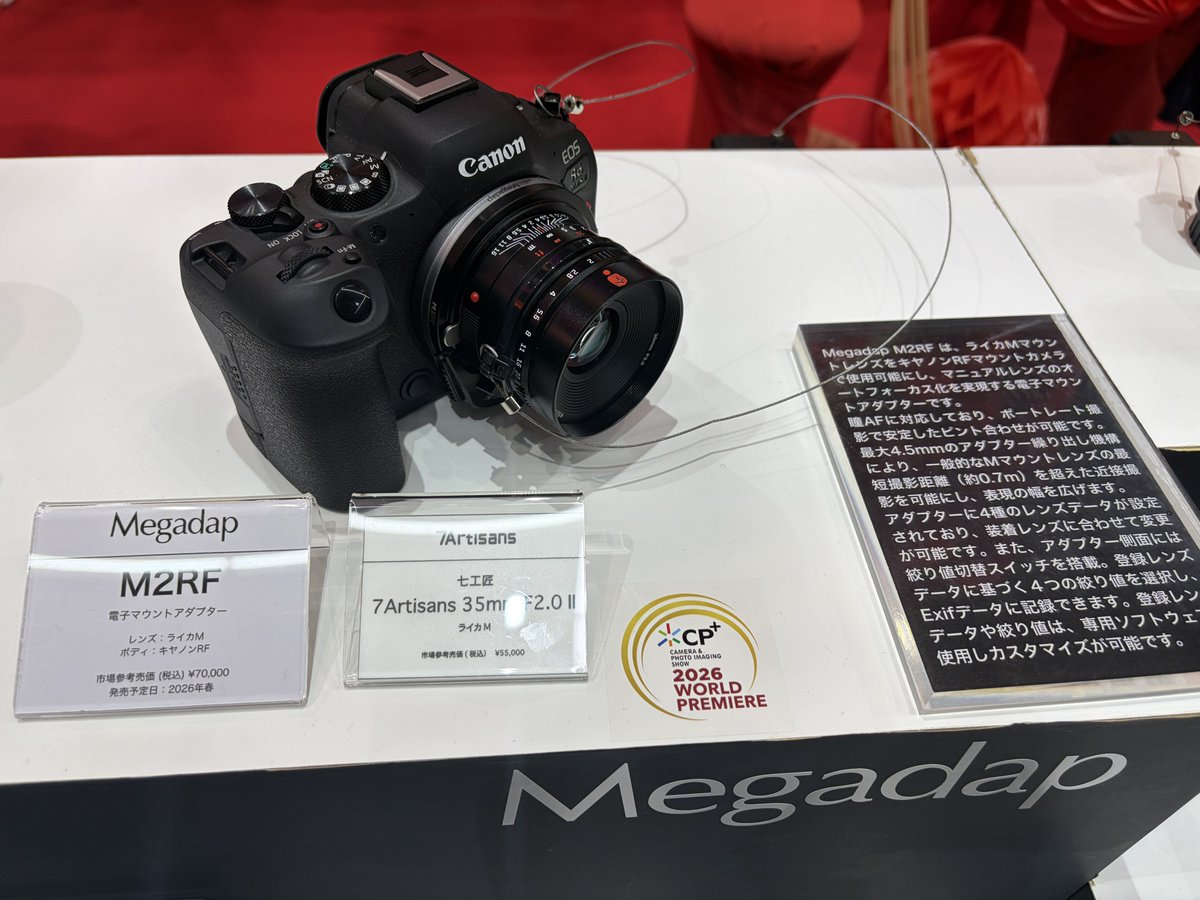 Canon
EOS
R6
Megadap
LOCK ON
M-Fn
Megadap
M2RF
電子マウントアダプター
レンズ：ライカM
ボディ：キヤノンRF
市場参考売価 (税込) ¥70,000
発売予定日：2026年春
7Artisans
七工匠
7Artisans 35mm F2.0 II
ライカ M
市場参考売価 ( 税込 ) ¥55,000
CP+
CAMERA &
PHOTO IMAGING
SHOW
2026
WORLD
PREMIERE
Megadap M2RF は、ライカMマウン
トレンズをキヤノンRFマウントカメラ
で使用可能にし、マニュアルレンズのオ
ートフォーカス化を実現する電子マウン
トアダプターです。
瞳AFに対応しており、ポートレート撮
影で安定したピント合わせが可能です。
最大4.5mmのアダプター繰り出し機構
により、一般的なMマウントレンズの最
短撮影距離（約0.7m）を超えた近接撮
影を可能にし、表現の幅を広げます。
アダプターに4種のレンズデータが設定
されており、装着レンズに合わせて変更
が可能です。また、アダプター側面には
絞り値切替スイッチを搭載。登録レンズ
データに基づく４つの絞り値を選択し、
Exifデータに記録できます。登録レン
データや絞り値は、専用ソフトウェ
使用しカスタマイズが可能です。
Megadap